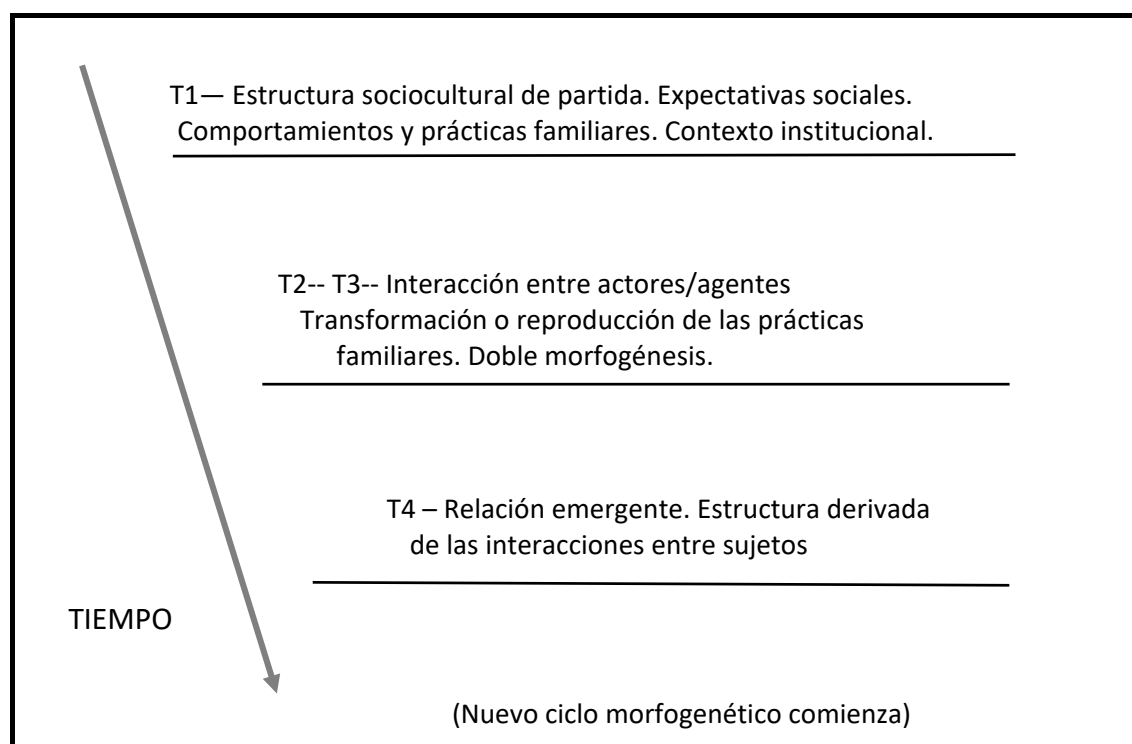 T1— Estructura sociocultural de partida. Expectativas sociales.
Comportamientos y prácticas familiares. Contexto institucional.
T2-- T3-- Interacción entre actores/agentes
Transformación o reproducción de las prácticas
familiares. Doble morfogénesis.
T4 – Relación emergente. Estructura derivada
de las interacciones entre sujetos
TIEMPO
(Nuevo ciclo morfogenético comienza)